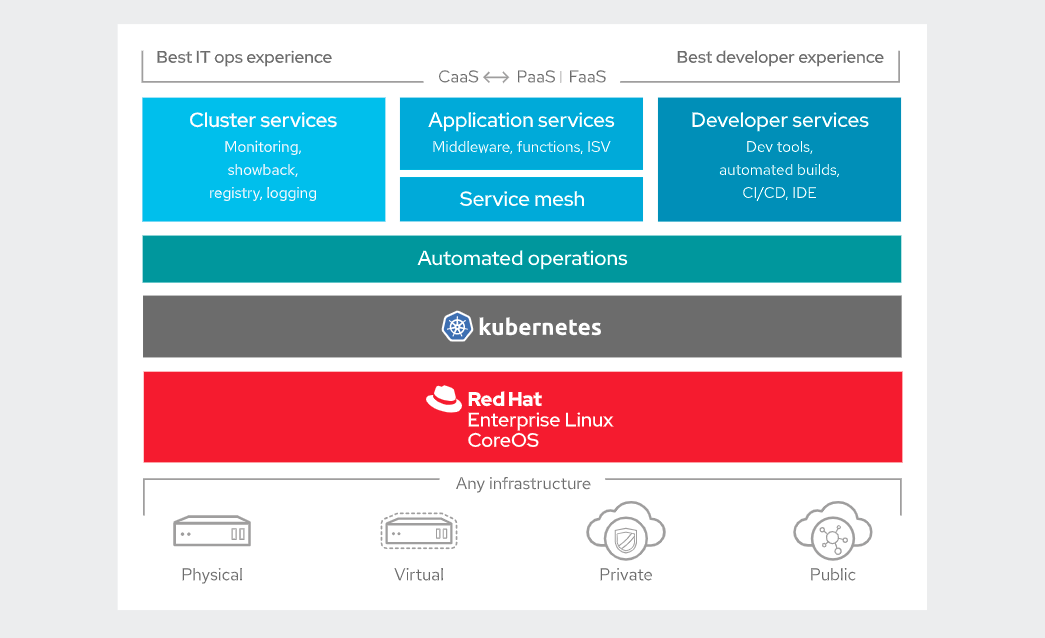 Best IT ops experience
Best developer experience
CaaS ↔ PaaS | FaaS
Cluster services
Monitoring,
showback,
registry, logging
Application services
Middleware, functions, ISV
Service mesh
Developer services
Dev tools,
automated builds,
CI/CD, IDE
Automated operations
kubernetes
Red Hat
Enterprise Linux
CoreOS
Any infrastructure
Physical
Virtual
Private
Public